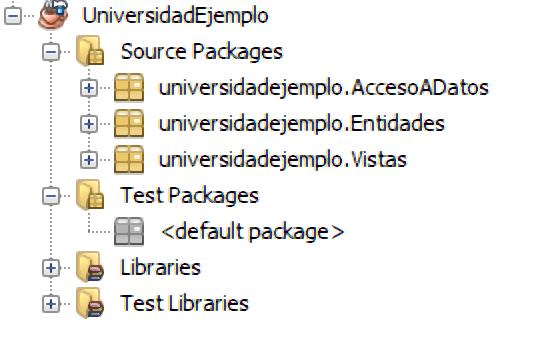 UniversidadEjemplo
Source Packages
universidadejemplo.AccesoADatos
universidadejemplo.Entidades
universidadejemplo.Vistas
Test Packages
<default package>
Libraries
Test Libraries